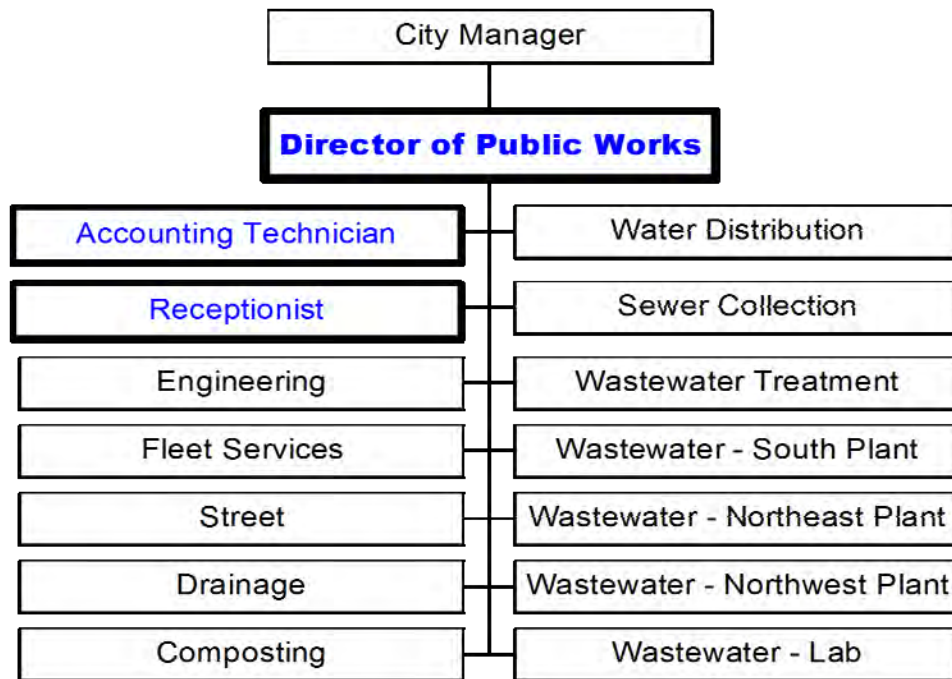 City Manager
Director of Public Works
Accounting Technician
Water Distribution
Receptionist
Sewer Collection
Engineering
Wastewater Treatment
Fleet Services
Wastewater - South Plant
Street
Wastewater - Northeast Plant
Drainage
Wastewater - Northwest Plant
Composting
Wastewater - Lab